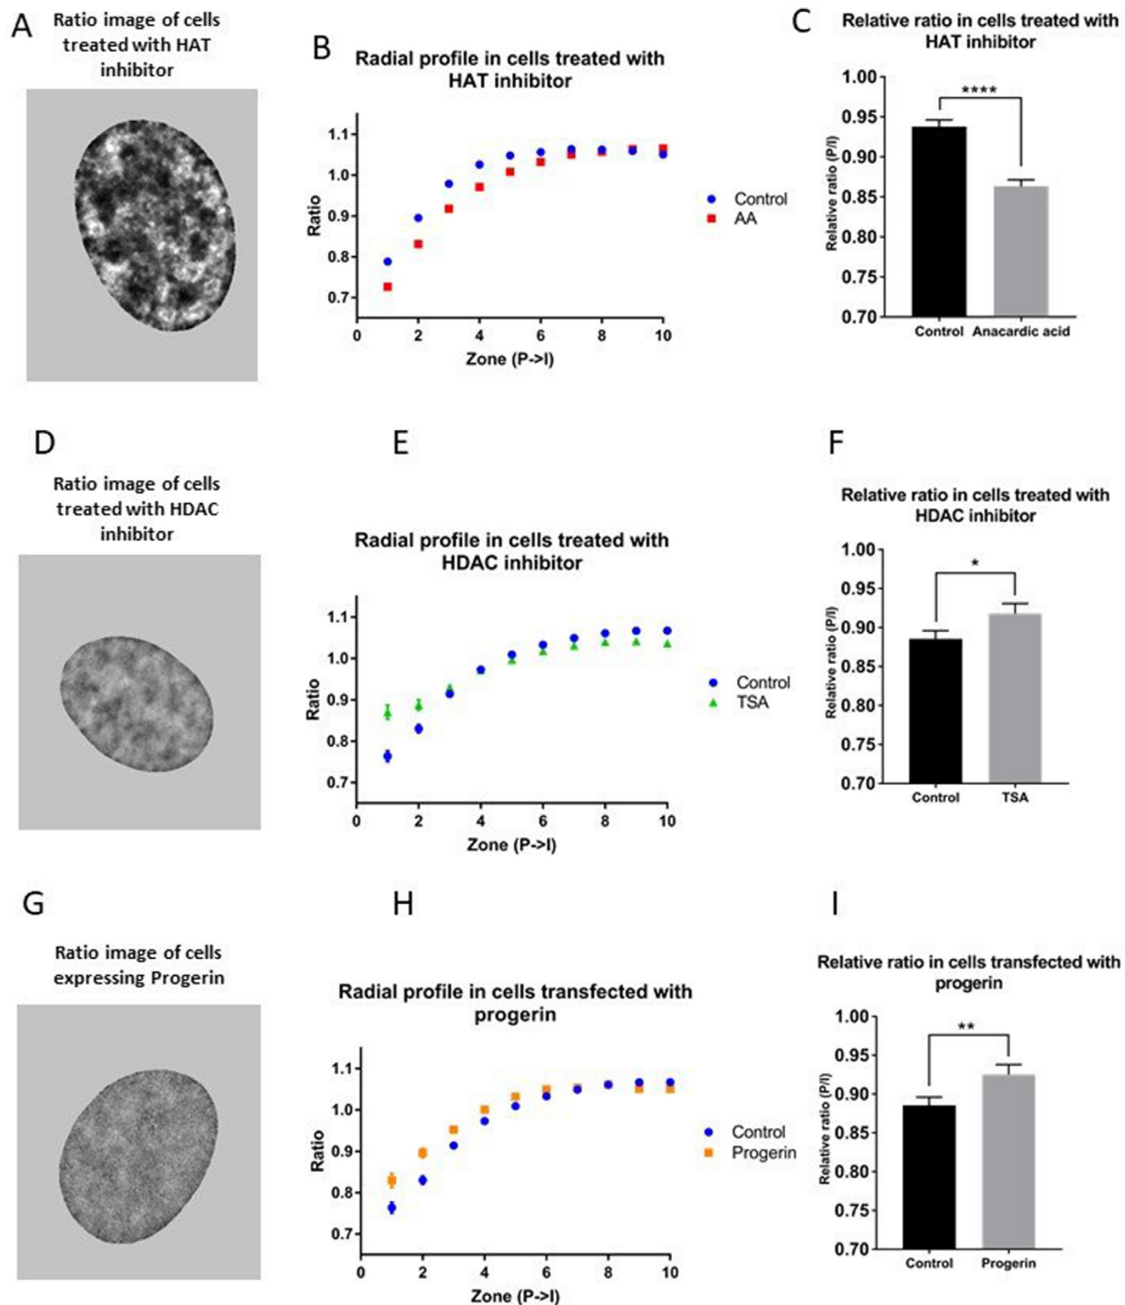 A
Ratio image of cells
treated with HAT
inhibitor
B
Radial profile in cells treated with
HAT inhibitor
1.1
1.0
0.9
0.8
0.7
Ratio
0 2 4 6 8 10
Zone (P->I)
Control
AA
C
Relative ratio in cells treated with
HAT inhibitor
1.00
0.95
0.90
0.85
0.80
0.75
0.70
Relative ratio (P/I)
****
Control Anacardic acid
D
Ratio image of cells
treated with HDAC
inhibitor
E
Radial profile in cells treated with
HDAC inhibitor
1.1
1.0
0.9
0.8
0.7
Ratio
0 2 4 6 8 10
Zone (P->I)
Control
TSA
F
Relative ratio in cells treated with
HDAC inhibitor
1.00
0.95
0.90
0.85
0.80
0.75
0.70
Relative ratio (P/I)
*
Control TSA
G
Ratio image of cells
expressing Progerin
H
Radial profile in cells transfected with
progerin
1.1
1.0
0.9
0.8
0.7
Ratio
0 2 4 6 8 10
Zone (P->I)
Control
Progerin
I
Relative ratio in cells transfected with
progerin
1.00
0.95
0.90
0.85
0.80
0.75
0.70
Relative ratio (P/I)
**
Control Progerin